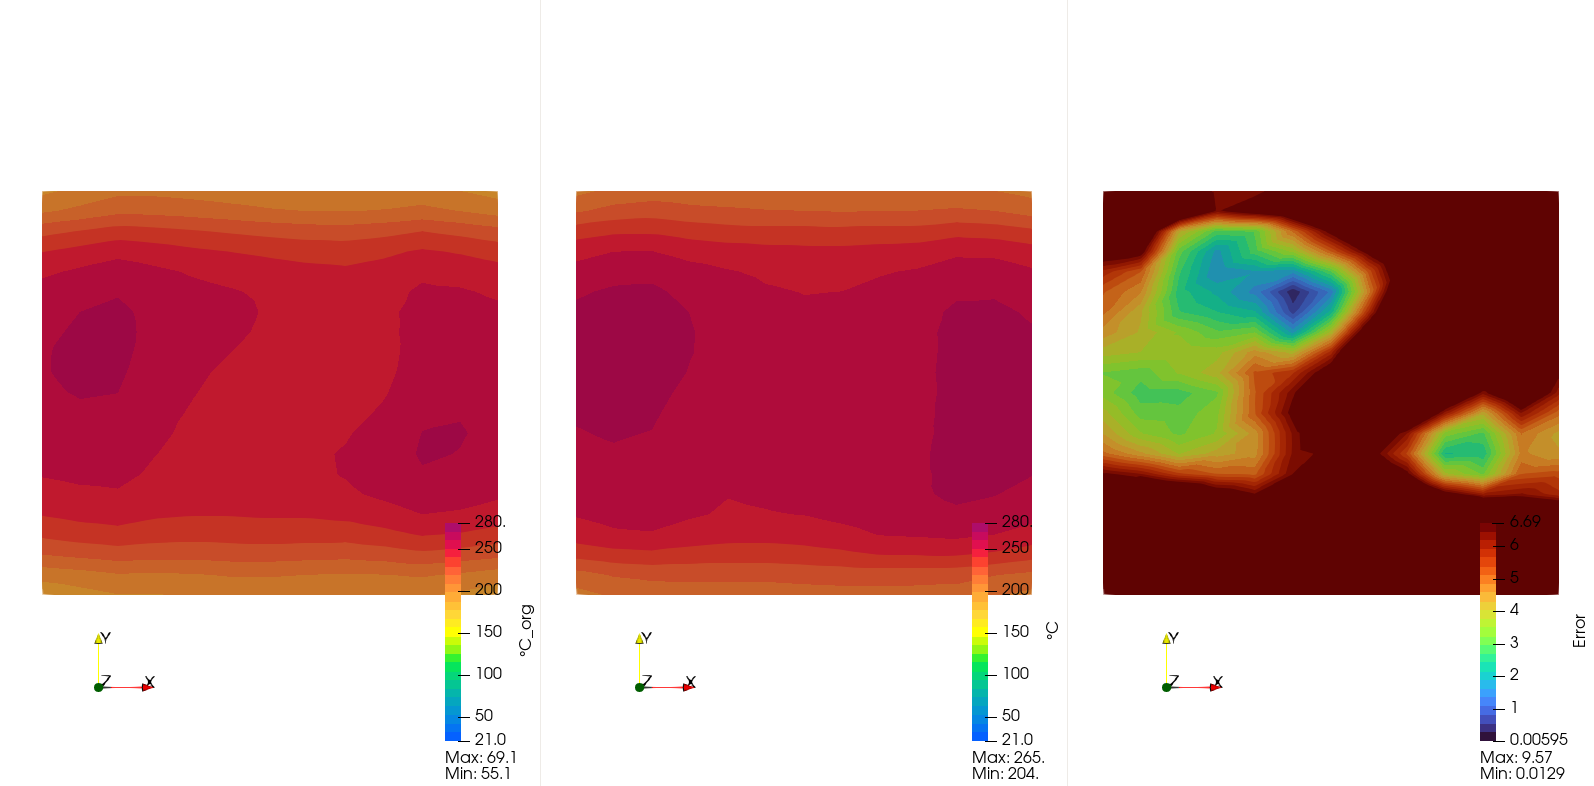 280.
250
200
150
100
50
21.0
°C_org
Max: 69.1
Min: 55.1
Y
Z
X
280.
250
200
150
100
50
21.0
°C
Max: 265.
Min: 204.
Y
Z
X
6.69
6
5
4
3
2
1
0.00595
Error
Max: 9.57
Min: 0.0129
Y
Z
X